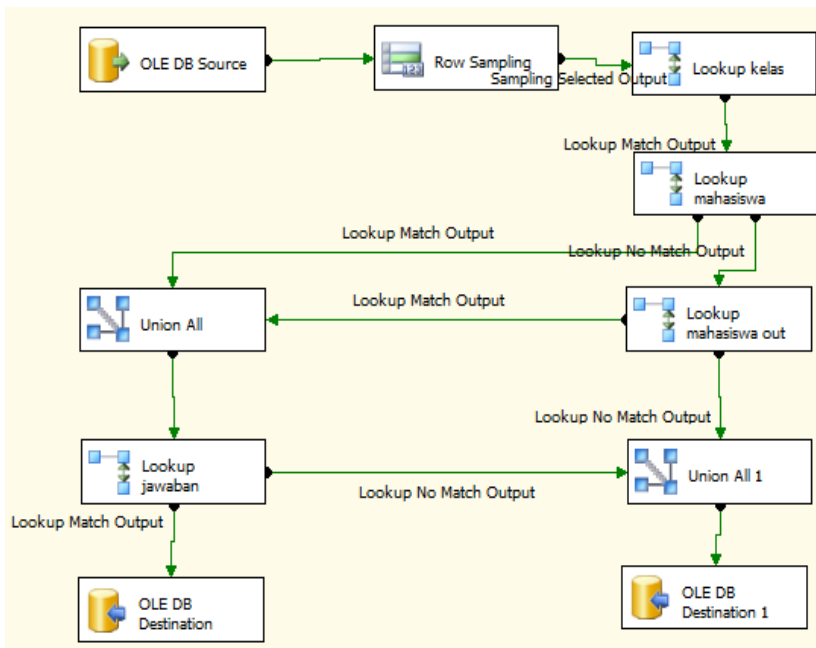 OLE DB Source
Row Sampling
Sampling Selected Output
Lookup kelas
Lookup Match Output
Lookup
mahasiswa
Lookup Match Output
Lookup No Match Output
Union All
Lookup Match Output
Lookup
mahasiswa out
Lookup No Match Output
Lookup
jawaban
Lookup No Match Output
Union All 1
Lookup Match Output
OLE DB
Destination
OLE DB
Destination 1